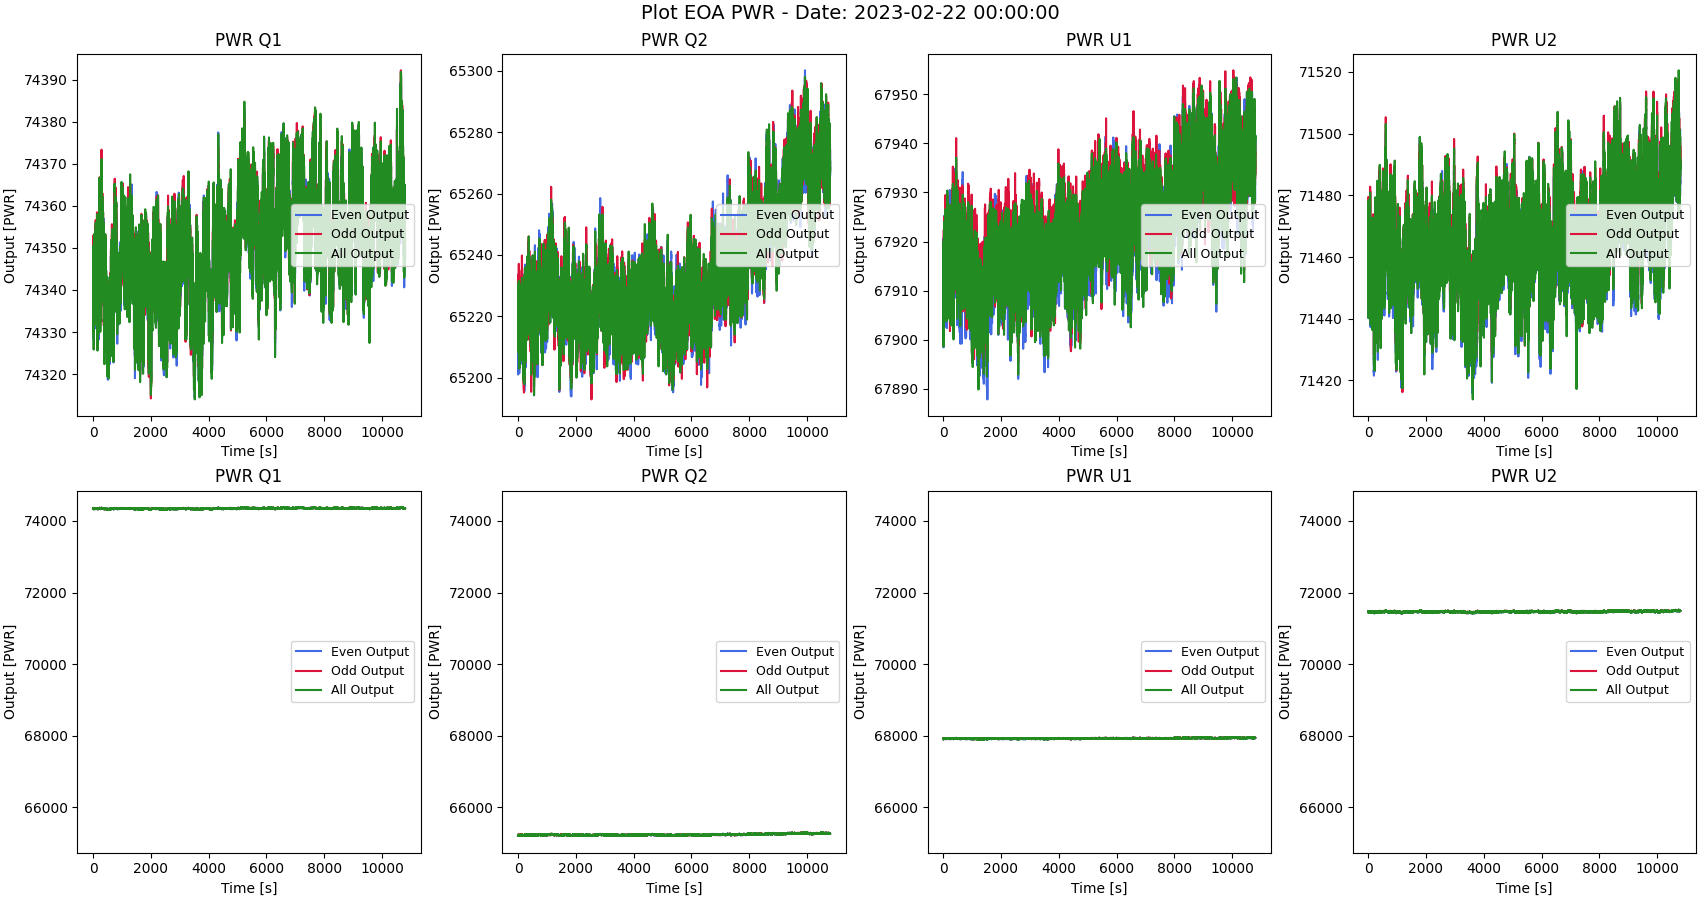 Plot EOA PWR - Date: 2023-02-22 00:00:00
PWR Q1
Output [PWR]
74390
74380
74370
74360
74350
74340
74330
74320
0 2000 4000 6000 8000 10000
Time [s]
Even Output
Odd Output
All Output
PWR Q2
Output [PWR]
65300
65280
65260
65240
65220
65200
0 2000 4000 6000 8000 10000
Time [s]
Even Output
Odd Output
All Output
PWR U1
Output [PWR]
67950
67940
67930
67920
67910
67900
67890
0 2000 4000 6000 8000 10000
Time [s]
Even Output
Odd Output
All Output
PWR U2
Output [PWR]
71520
71500
71480
71460
71440
71420
0 2000 4000 6000 8000 10000
Time [s]
Even Output
Odd Output
All Output
PWR Q1
Output [PWR]
74000
72000
70000
68000
66000
0 2000 4000 6000 8000 10000
Time [s]
Even Output
Odd Output
All Output
PWR Q2
Output [PWR]
74000
72000
70000
68000
66000
0 2000 4000 6000 8000 10000
Time [s]
Even Output
Odd Output
All Output
PWR U1
Output [PWR]
74000
72000
70000
68000
66000
0 2000 4000 6000 8000 10000
Time [s]
Even Output
Odd Output
All Output
PWR U2
Output [PWR]
74000
72000
70000
68000
66000
0 2000 4000 6000 8000 10000
Time [s]
Even Output
Odd Output
All Output